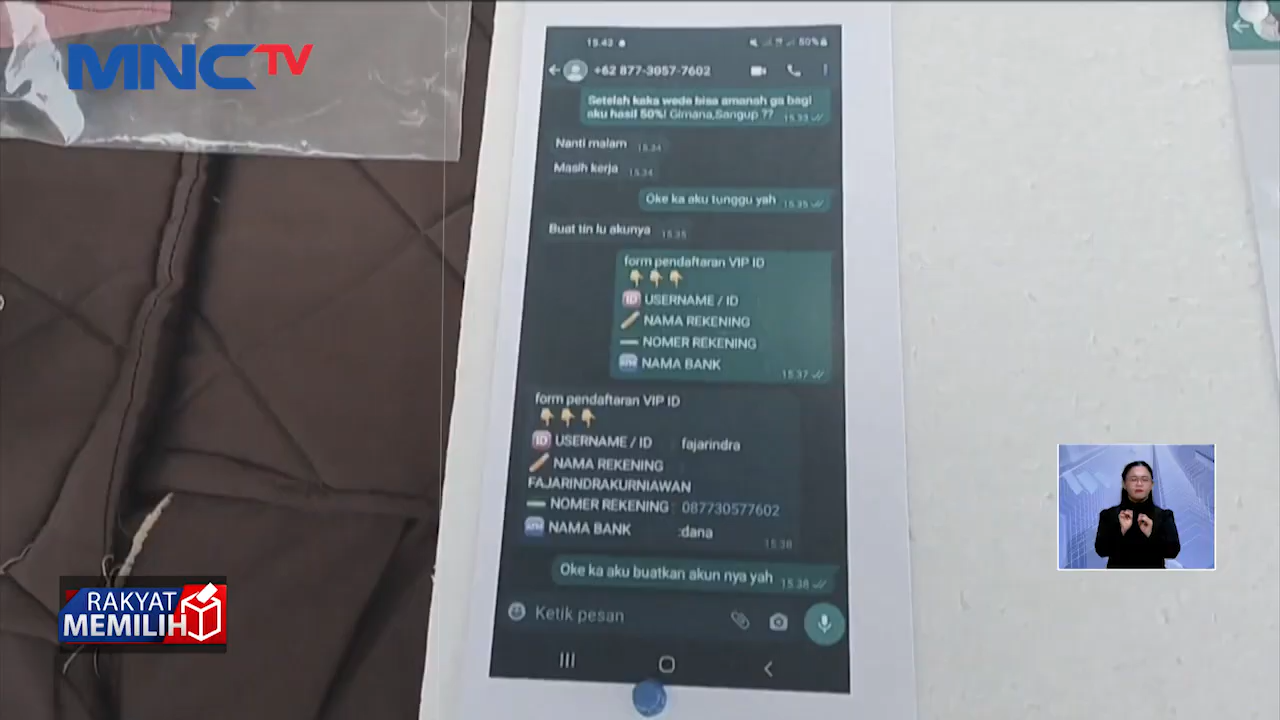 MNCTV
15.42
50%
+62 877-3057-7602
Setelah kaka wede bisa amanah ga bagi
aku hasil 50%! Gimana,Sangup ??
15.33
Nanti malam 15.34
Masih kerja 15.34
Oke ka aku tunggu yah 15.35
Buat tin lu akunya 15.35
form pendaftaran VIP ID
👇👇👇
🆔 USERNAME / ID
NAMA REKENING
➖ NOMER REKENING
🏧 NAMA BANK
15.37
form pendaftaran VIP ID
👇👇👇
🆔 USERNAME / ID fajarindra
NAMA REKENING
FAJARINDRAKURNIAWAN
➖ NOMER REKENING 087730577602
🏧 NAMA BANK :dana
15.38
Oke ka aku buatkan akun nya yah 15.38
Ketik pesan
RAKYAT
MEMILIH